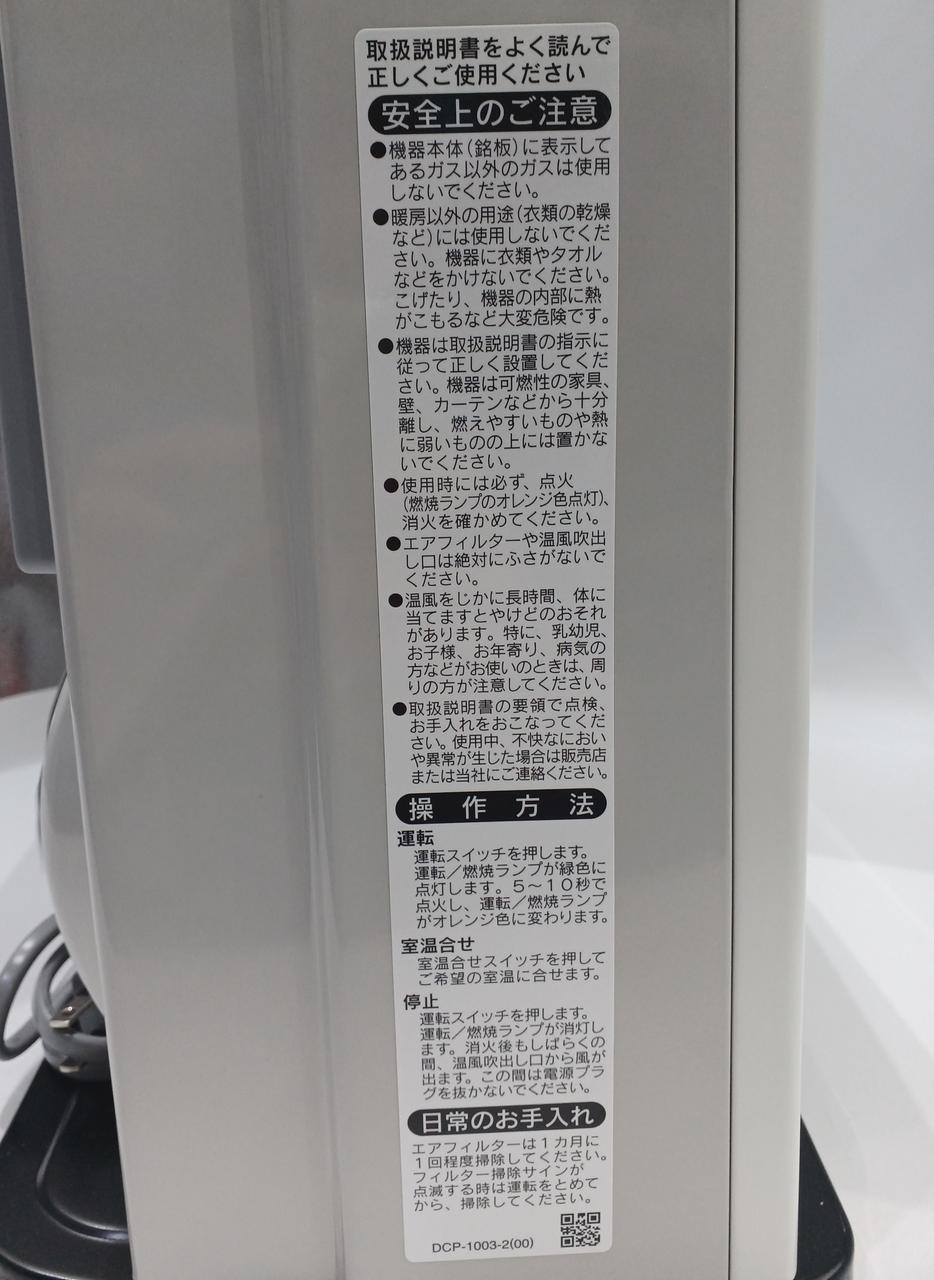 取扱説明書をよく読んで
正しくご使用ください
安全上のご注意
●機器本体(銘板)に表示して
あるガス以外のガスは使用
しないでください。
●暖房以外の用途(衣類の乾燥
など)には使用しないでくだ
さい。機器に衣類やタオル
などをかけないでください。
こげたり、機器の内部に熱
がこもるなど大変危険です。
●機器は取扱説明書の指示に
従って正しく設置してくだ
さい。機器は可燃性の家具、
壁、カーテンなどから十分
離し、燃えやすいものや熱
に弱いものの上には置かな
いでください。
●使用時には必ず、点火
(燃焼ランプのオレンジ色点灯)、
消火を確かめてください。
●エアフィルターや温風吹出
し口は絶対にふさがないで
ください。
●温風をじかに長時間、体に
当てますとやけどのおそれ
があります。特に、乳幼児、
お子様、お年寄り、病気の
方などがお使いのときは、周
りの方が注意してください。
●取扱説明書の要領で点検、
お手入れをおこなってくだ
さい。使用中、不快なにおい
や異常が生じた場合は販売店
または当社にご連絡ください。
操作方法
運転
運転スイッチを押します。
運転／燃焼ランプが緑色に
点灯します。５～１０秒で
点火し、運転／燃焼ランプ
がオレンジ色に変わります。
室温合せ
室温合せスイッチを押して
ご希望の室温に合せます。
停止
運転スイッチを押します。
運転／燃焼ランプが消灯し
ます。消火後もしばらくの
間、温風吹出し口から風が
出ます。この間は電源プラ
グを抜かないでください。
日常のお手入れ
エアフィルターは１カ月に
１回程度掃除してください。
フィルター掃除サインが
点滅する時は運転をとめて
から、掃除してください。
DCP-1003-2(00)